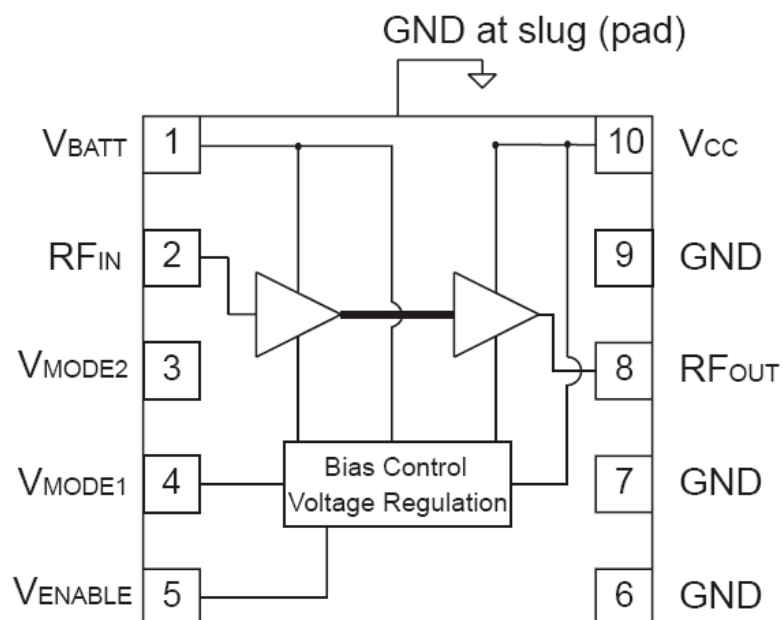 GND at slug (pad)
VBATT 1 10 VCC
RFIN 2 9 GND
VMODE2 3 8 RFOUT
Bias Control
Voltage Regulation
VMODE1 4 7 GND
VENABLE 5 6 GND